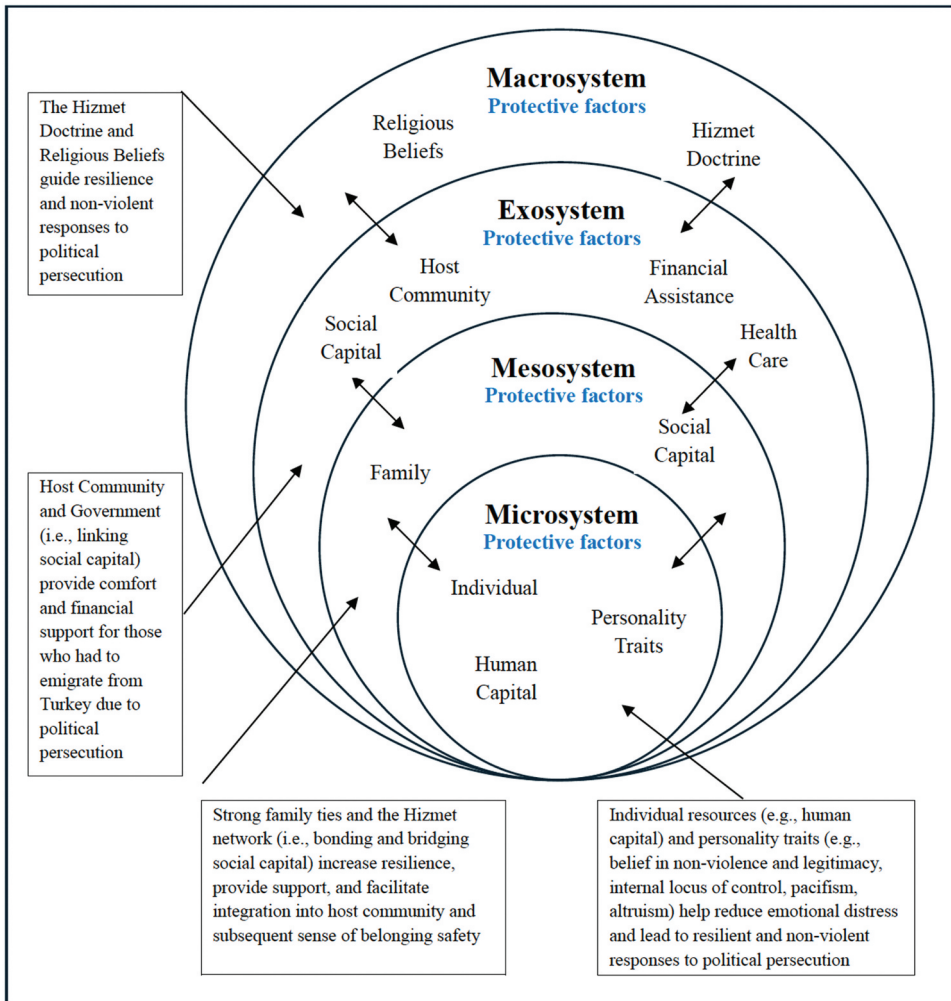 Macrosystem
Protective factors
Religious
Beliefs
Hizmet
Doctrine
Exosystem
Protective factors
Host
Community
Financial
Assistance
Social
Capital
Health
Care
Mesosystem
Protective factors
Family
Social
Capital
Microsystem
Protective factors
Individual
Personality
Traits
Human
Capital
The Hizmet
Doctrine and
Religious Beliefs
guide resilience
and non-violent
responses to
political
persecution
Host Community
and Government
(i.e., linking
social capital)
provide comfort
and financial
support for those
who had to
emigrate from
Turkey due to
political
persecution
Strong family ties and the Hizmet
network (i.e., bonding and bridging
social capital) increase resilience,
provide support, and facilitate
integration into host community and
subsequent sense of belonging safety
Individual resources (e.g., human
capital) and personality traits (e.g.,
belief in non-violence and legitimacy,
internal locus of control, pacifism,
altruism) help reduce emotional distress
and lead to resilient and non-violent
responses to political persecution